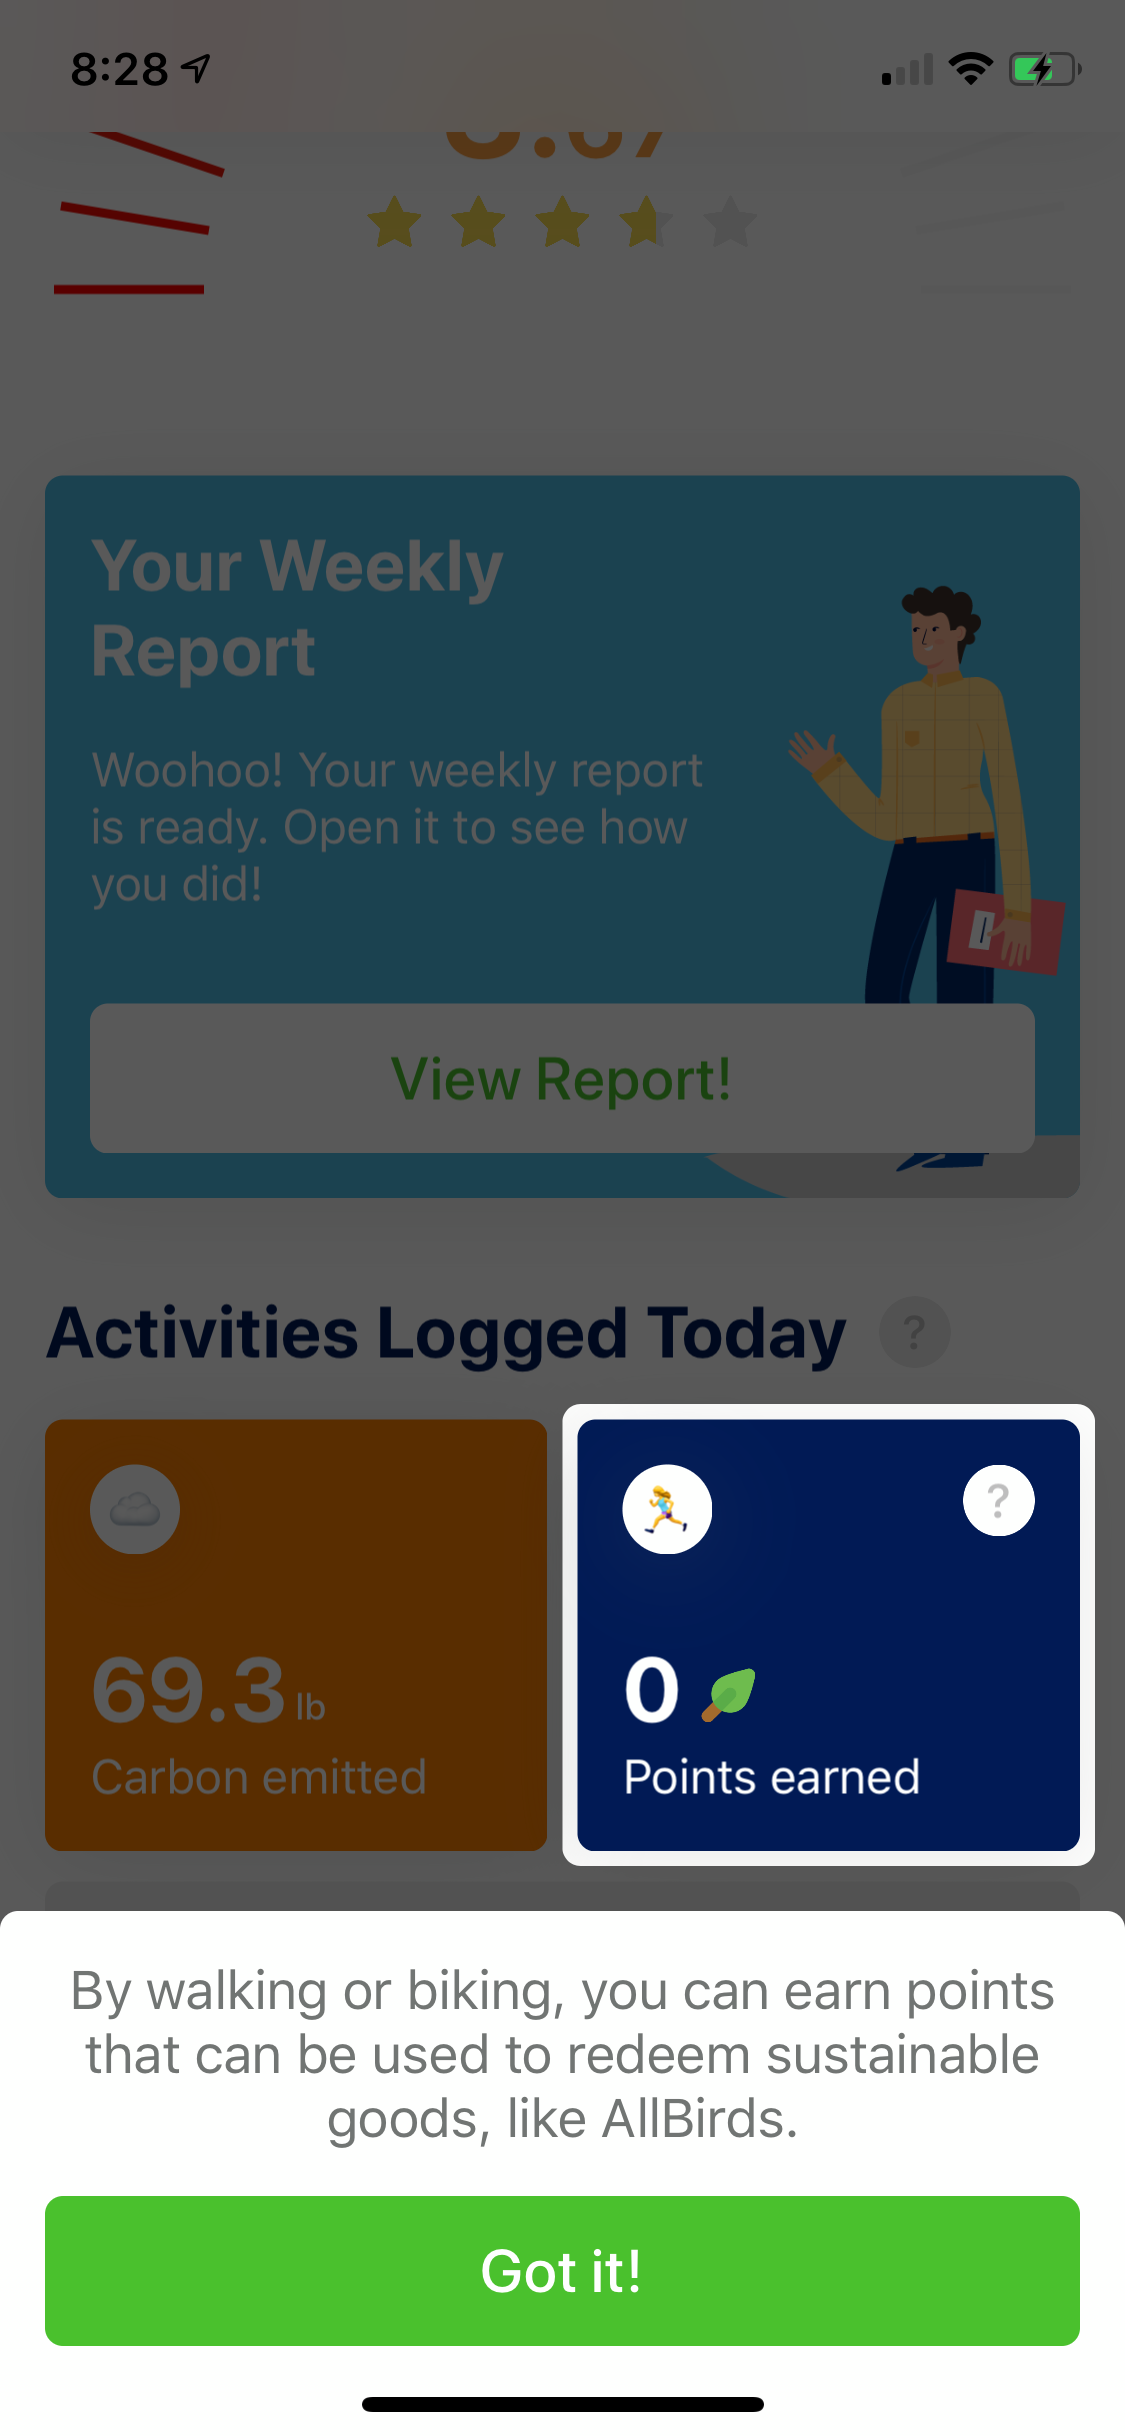 8:28
Your Weekly
Report
Woohoo! Your weekly report
is ready. Open it to see how
you did!
View Report!
Activities Logged Today ?
?
69.3 lb
Carbon emitted
0
Points earned
By walking or biking, you can earn points
that can be used to redeem sustainable
goods, like AllBirds.
Got it!